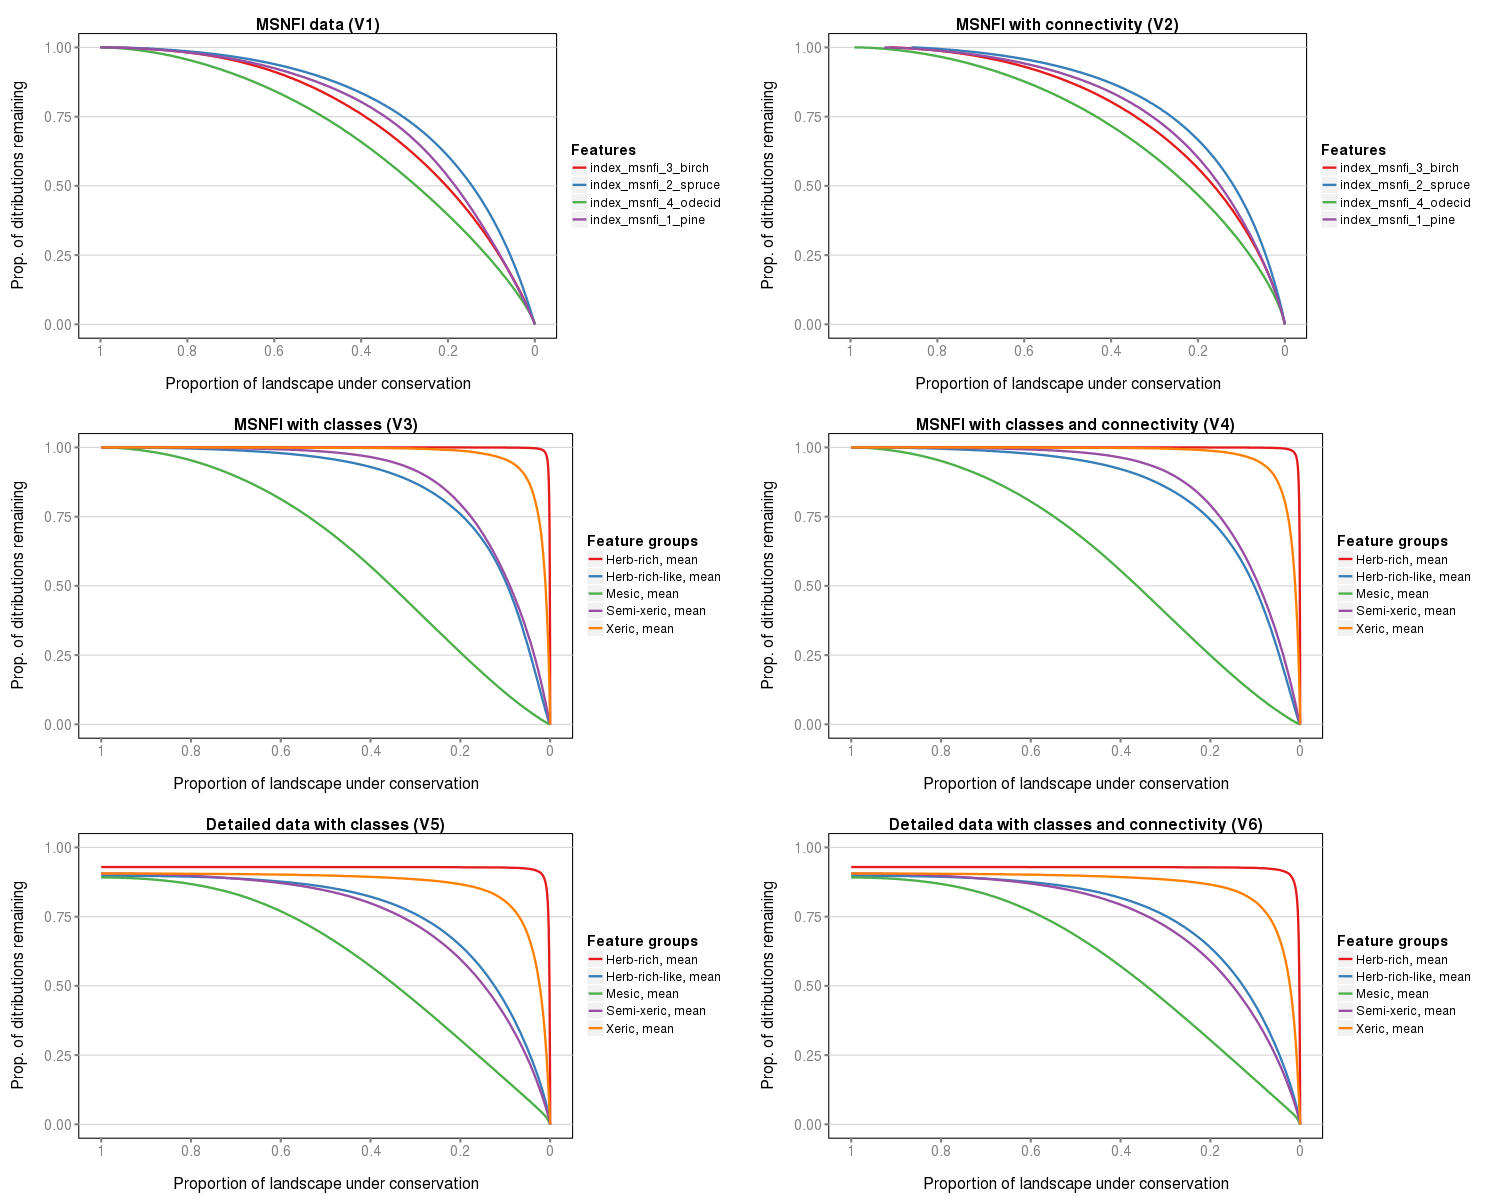 MSNFI data (V1)
Prop. of ditributions remaining
1.00
0.75
0.50
0.25
0.00
1 0.8 0.6 0.4 0.2 0
Proportion of landscape under conservation
Features
index_msnfi_3_birch
index_msnfi_2_spruce
index_msnfi_4_odecid
index_msnfi_1_pine
MSNFI with connectivity (V2)
Prop. of ditributions remaining
1.00
0.75
0.50
0.25
0.00
1 0.8 0.6 0.4 0.2 0
Proportion of landscape under conservation
Features
index_msnfi_3_birch
index_msnfi_2_spruce
index_msnfi_4_odecid
index_msnfi_1_pine
MSNFI with classes (V3)
Prop. of ditributions remaining
1.00
0.75
0.50
0.25
0.00
1 0.8 0.6 0.4 0.2 0
Proportion of landscape under conservation
Feature groups
Herb-rich, mean
Herb-rich-like, mean
Mesic, mean
Semi-xeric, mean
Xeric, mean
MSNFI with classes and connectivity (V4)
Prop. of ditributions remaining
1.00
0.75
0.50
0.25
0.00
1 0.8 0.6 0.4 0.2 0
Proportion of landscape under conservation
Feature groups
Herb-rich, mean
Herb-rich-like, mean
Mesic, mean
Semi-xeric, mean
Xeric, mean
Detailed data with classes (V5)
Prop. of ditributions remaining
1.00
0.75
0.50
0.25
0.00
1 0.8 0.6 0.4 0.2 0
Proportion of landscape under conservation
Feature groups
Herb-rich, mean
Herb-rich-like, mean
Mesic, mean
Semi-xeric, mean
Xeric, mean
Detailed data with classes and connectivity (V6)
Prop. of ditributions remaining
1.00
0.75
0.50
0.25
0.00
1 0.8 0.6 0.4 0.2 0
Proportion of landscape under conservation
Feature groups
Herb-rich, mean
Herb-rich-like, mean
Mesic, mean
Semi-xeric, mean
Xeric, mean